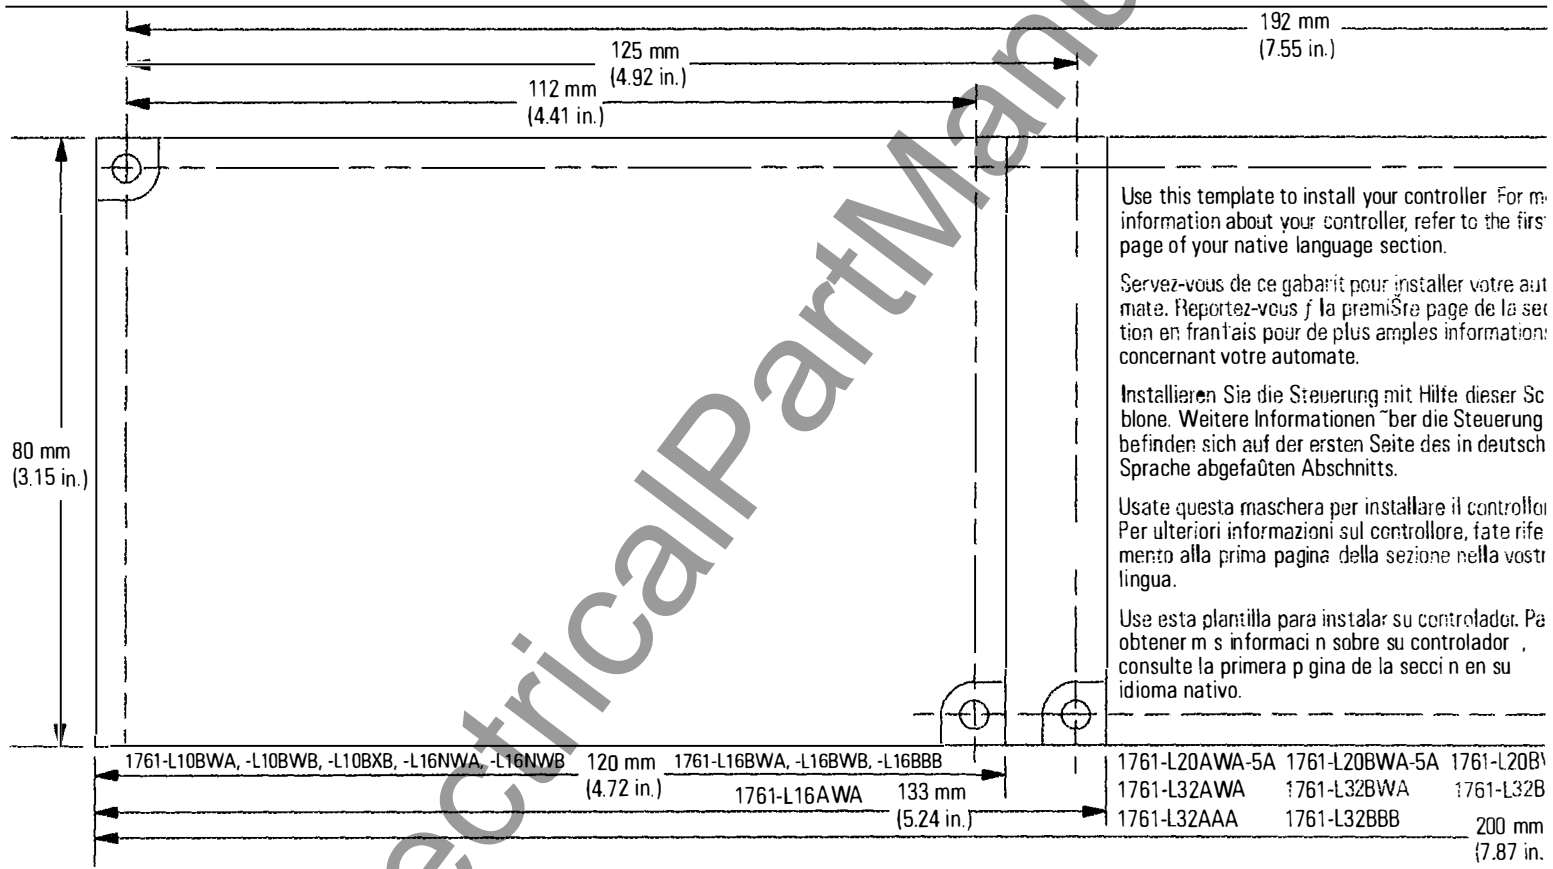 192 mm
(7.55 in.)
125 mm
(4.92 in.)
112 mm
(4.41 in.)
Use this template to install your controller For
information about your controller, refer to the
page of your native language section.
Servez-vous de ce gabarit pour installer votre aut
mate. Reportez-vous ƒ la premiŠre page de la sec
tion en franťais pour de plus amples informations
concernant votre automate.
Installieren Sie die Steuerung mit Hilfe dieser Sc
blone. Weitere Informationen ˜ber die Steuerung
befinden sich auf der ersten Seite des in deutsch
Sprache abgefaûten Abschnitts.
80 mm
(3.15 in.)
Usate questa maschera per installare il
Per ulteriori informazioni sul controllore, fate rife
mento alla prima pagina della sezione nella vostr
lingua.
Use esta plantilla para instalar su controlador. Pa
obtener m s informaci n sobre su controlador ,
consulte la primera p gina de la secci n en su
idioma nativo.
1761-L10BWA, -L10BWB, -L10BXB, -L16NWA, -L16NWB 120 mm 1761-L16BWA, -L16BWB, -L16BBB
(4.72 in.) 1761-L16AWA 133 mm
(5.24 in.)
1761-L20AWA-5A 1761-L20BWA-5A 1761-L20B
1761-L32AWA 1761-L32BWA 1761-L32B
1761-L32AAA 1761-L32BBB 200 mm
(7.87 in.
ectricalPartManu